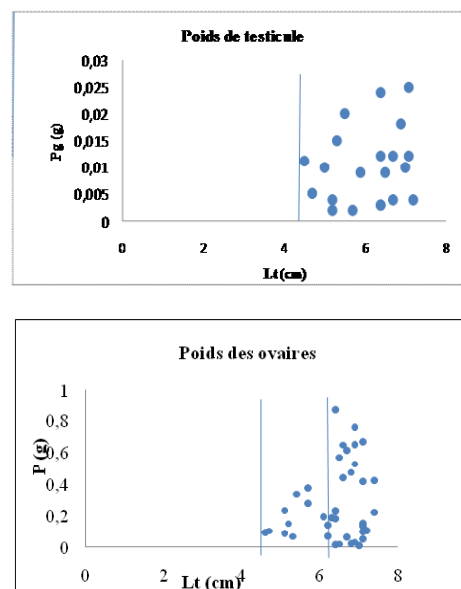 Poids de testicule
0,03
0,025
0,02
0,015
0,01
0,005
0
Pg (g)
0 2 4 6 8
Lt(cm)
Poids des ovaires
1
0,8
0,6
0,4
0,2
0
P (g)
0 2 4 6 8
Lt (cm)